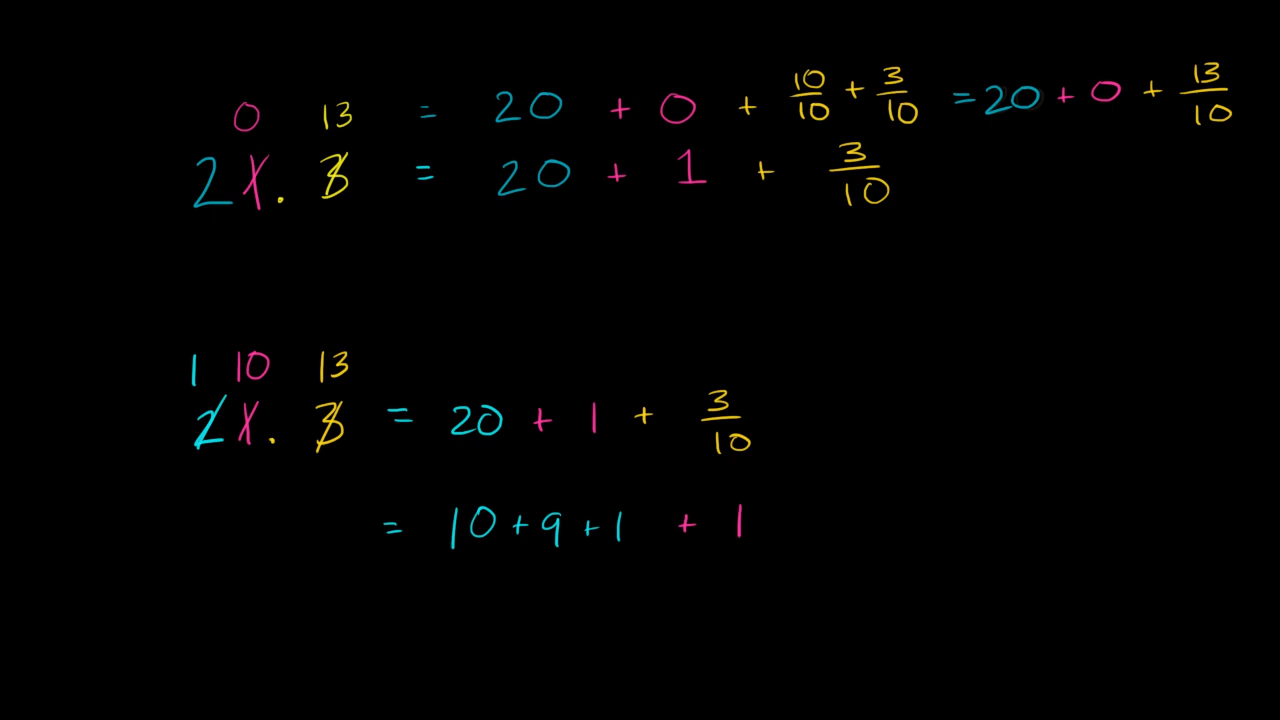 0 13 = 20 + 0 + 10/10 + 3/10 = 20 + 0 + 13/10
21.3 = 20 + 1 + 3/10
1 10 13
21.3 = 20 + 1 + 3/10
= 10 + 9 + 1 + 1